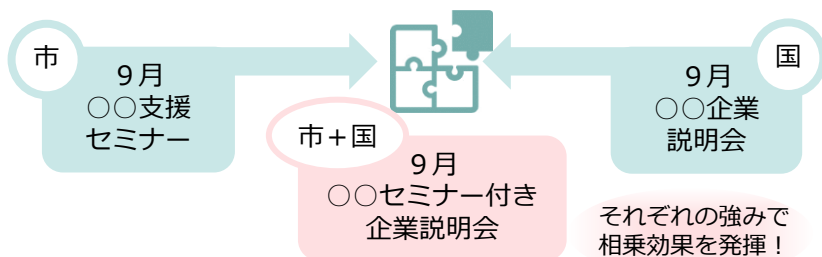 市
９月
○○支援
セミナー
国
９月
○○企業
説明会
市＋国
９月
○○セミナー付き
企業説明会
それぞれの強みで
相乗効果を発揮！